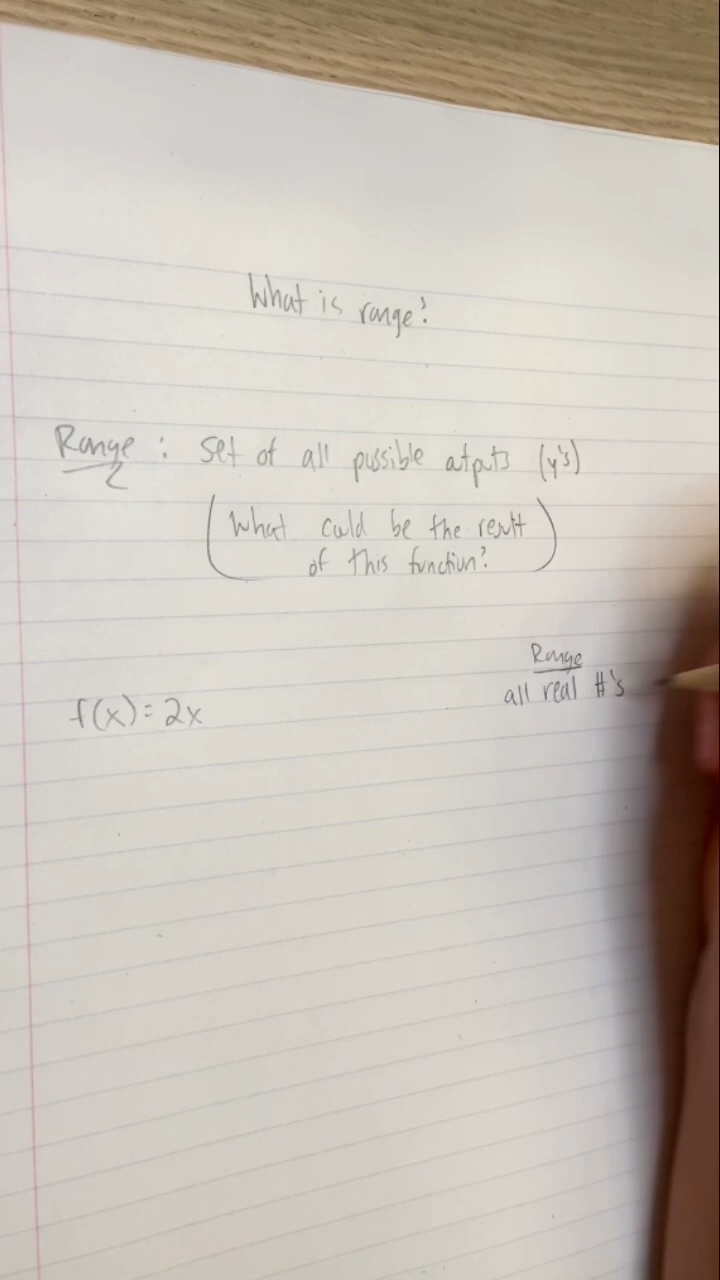 What is range?
Range : set of all possible outputs (y's)
(What could be the result
of this function?)
Range
all real #'s
f(x)=2x